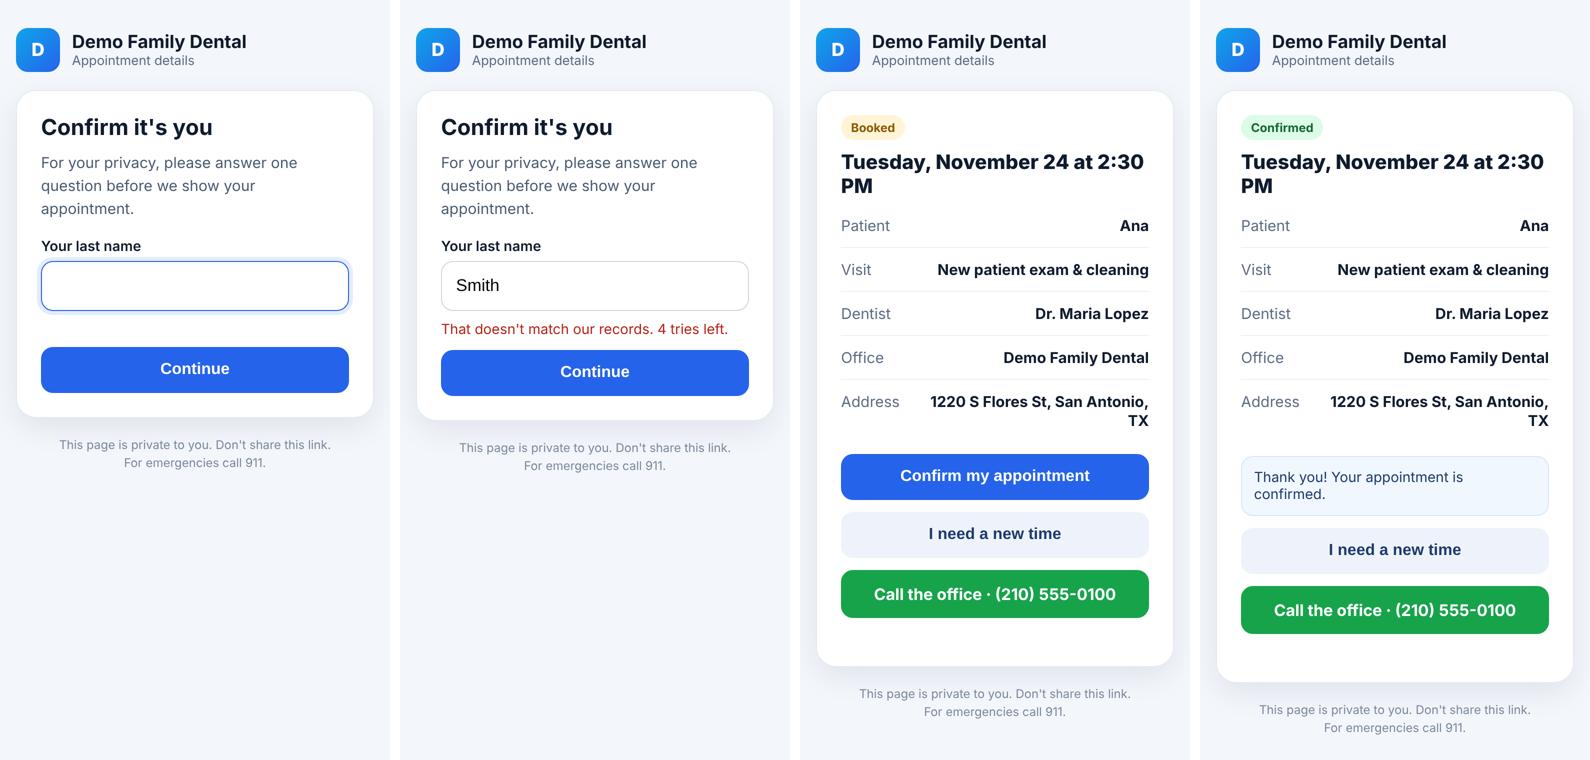 D
Demo Family Dental
Appointment details
Confirm it's you
For your privacy, please answer one
question before we show your
appointment.
Your last name
Continue
This page is private to you. Don't share this link.
For emergencies call 911.
D
Demo Family Dental
Appointment details
Confirm it's you
For your privacy, please answer one
question before we show your
appointment.
Your last name
Smith
That doesn't match our records. 4 tries left.
Continue
This page is private to you. Don't share this link.
For emergencies call 911.
D
Demo Family Dental
Appointment details
Booked
Tuesday, November 24 at 2:30
PM
Patient Ana
Visit New patient exam & cleaning
Dentist Dr. Maria Lopez
Office Demo Family Dental
Address 1220 S Flores St, San Antonio,
TX
Confirm my appointment
I need a new time
Call the office · (210) 555-0100
This page is private to you. Don't share this link.
For emergencies call 911.
D
Demo Family Dental
Appointment details
Confirmed
Tuesday, November 24 at 2:30
PM
Patient Ana
Visit New patient exam & cleaning
Dentist Dr. Maria Lopez
Office Demo Family Dental
Address 1220 S Flores St, San Antonio,
TX
Thank you! Your appointment is
confirmed.
I need a new time
Call the office · (210) 555-0100
This page is private to you. Don't share this link.
For emergencies call 911.